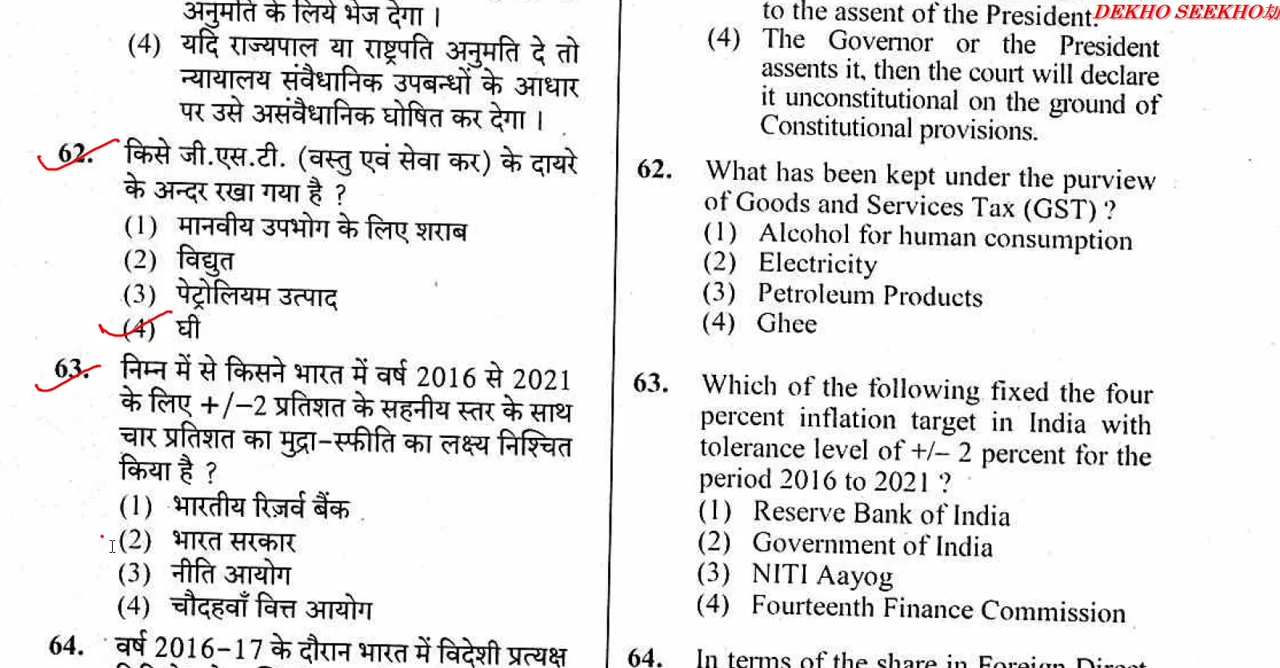 अनुमति के लिये भेज देगा ।
(4) यदि राज्यपाल या राष्ट्रपति अनुमति दे तो
न्यायालय संवैधानिक उपबन्धों के आधार
पर उसे असंवैधानिक घोषित कर देगा ।
62. किसे जी.एस.टी. (वस्तु एवं सेवा कर) के दायरे
के अन्दर रखा गया है ?
(1) मानवीय उपभोग के लिए शराब
(2) विद्युत
(3) पेट्रोलियम उत्पाद
(4) घी
63. निम्न में से किसने भारत में वर्ष 2016 से 2021
के लिए +/–2 प्रतिशत के सहनीय स्तर के साथ
चार प्रतिशत का मुद्रा–स्फीति का लक्ष्य निश्चित
किया है ?
(1) भारतीय रिज़र्व बैंक
(2) भारत सरकार
(3) नीति आयोग
(4) चौदहवाँ वित्त आयोग
64. वर्ष 2016–17 के दौरान भारत में विदेशी प्रत्यक्ष
to the assent of the President.
DEKHO SEEKHO
(4) The Governor or the President
assents it, then the court will declare
it unconstitutional on the ground of
Constitutional provisions.
62. What has been kept under the purview
of Goods and Services Tax (GST) ?
(1) Alcohol for human consumption
(2) Electricity
(3) Petroleum Products
(4) Ghee
63. Which of the following fixed the four
percent inflation target in India with
tolerance level of +/– 2 percent for the
period 2016 to 2021 ?
(1) Reserve Bank of India
(2) Government of India
(3) NITI Aayog
(4) Fourteenth Finance Commission
64. In terms of the share in Foreign Direct